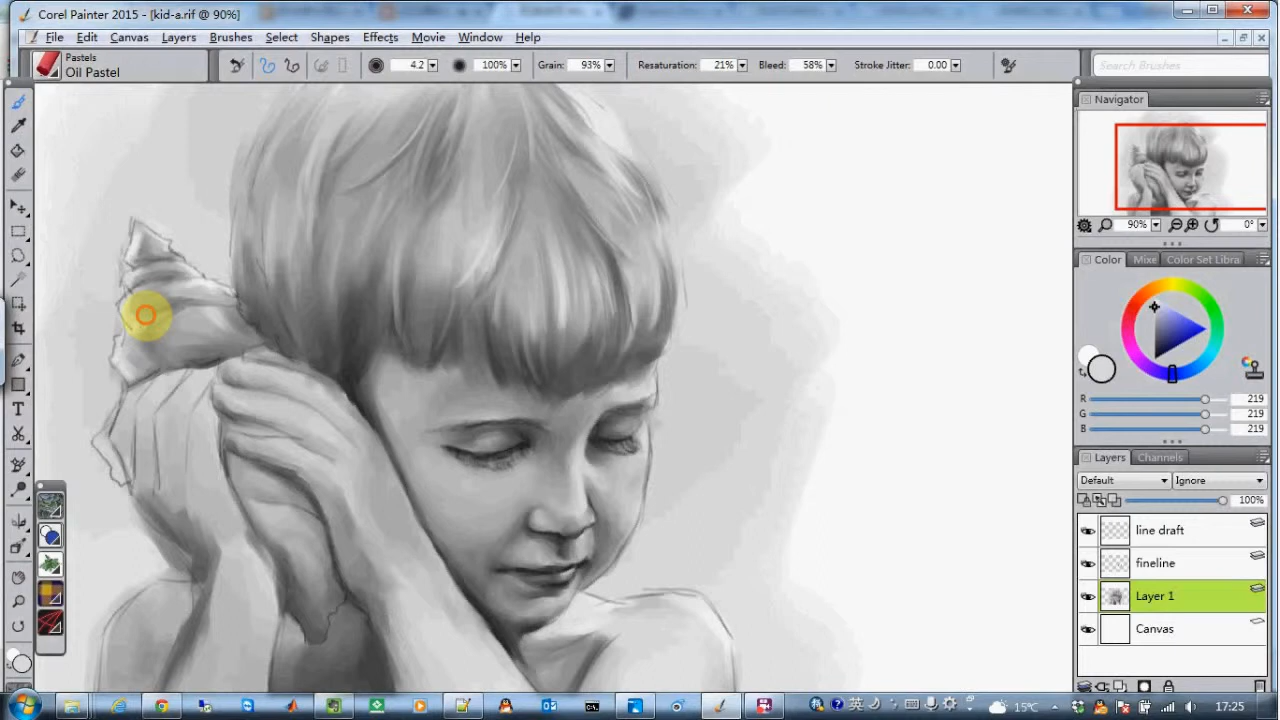 Corel Painter 2015 - [kid-a.rif @ 90%]
File Edit Canvas Layers Brushes Select Shapes Effects Movie Window Help
Pastels
Oil Pastel
4.2 100% Grain: 93% Resaturation: 21% Bleed: 58% Stroke Jitter: 0.00
Search Brushes
Navigator
90% 0°
Color Mixe Color Set Libra
R 219
G 219
B 219
Layers Channels
Default Ignore
100%
line draft
fineline
Layer 1
Canvas
英 15℃ 17:25